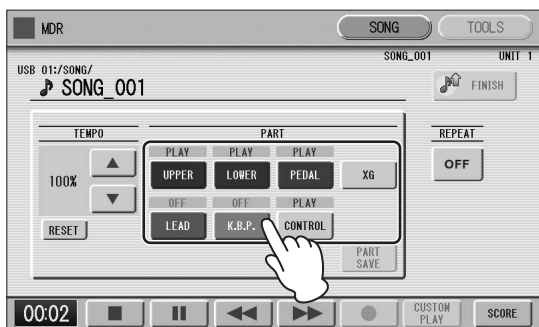 MDR SONG TOOLS
SONG_001 UNIT 1
USB 01:/SONG/
SONG_001 FINISH
TEMPO PART REPEAT
PLAY PLAY PLAY
100% UPPER LOWER PEDAL XG OFF
OFF OFF PLAY
RESET LEAD K.B.P. CONTROL
PART
SAVE
00:02 CUSTOM
PLAY SCORE